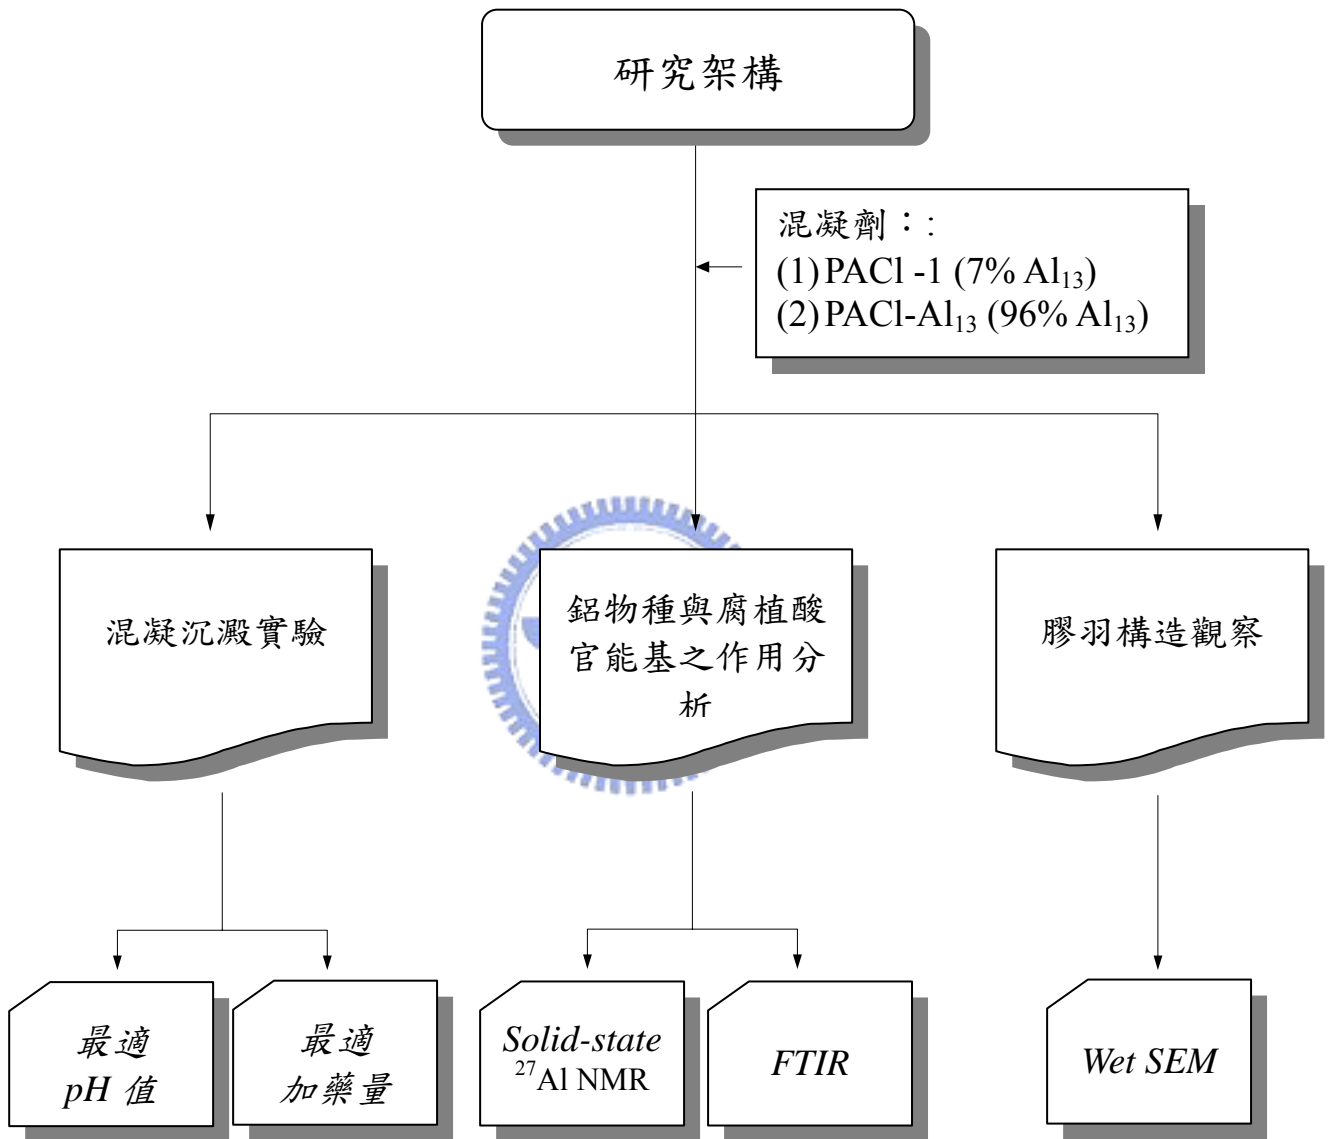 研究架構
混凝劑：:
(1)PACl -1 (7% Al₁₃)
(2)PACl-Al₁₃ (96% Al₁₃)
混凝沉澱實驗
鋁物種與腐植酸
官能基之作用分
析
膠羽構造觀察
最適
pH 值
最適
加藥量
Solid-state
²⁷Al NMR
FTIR
Wet SEM